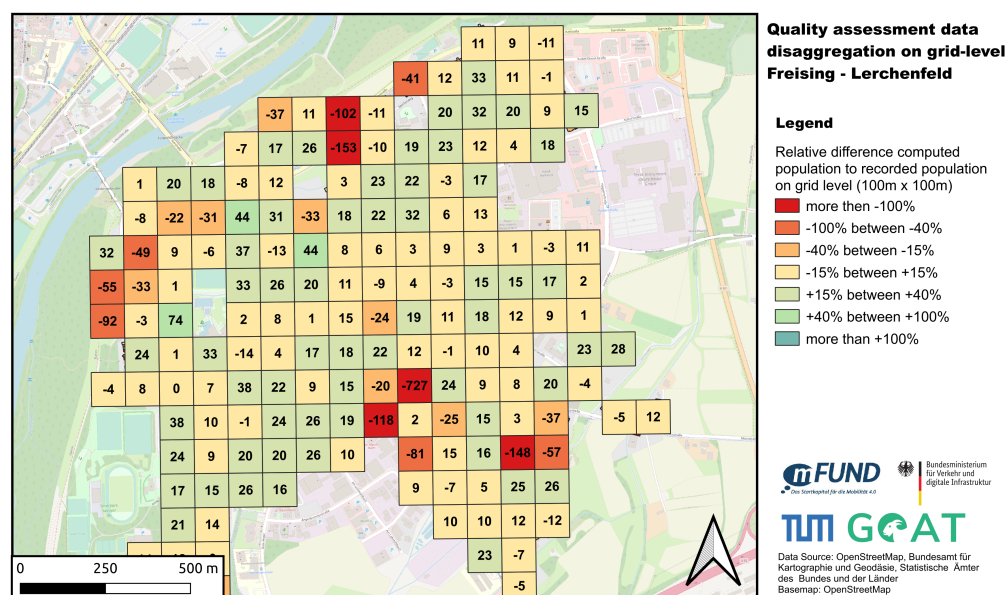 Quality assessment data
disaggregation on grid-level
Freising - Lerchenfeld
Legend
Relative difference computed
population to recorded population
on grid level (100m x 100m)
more then -100%
-100% between -40%
-40% between -15%
-15% between +15%
+15% between +40%
+40% between +100%
more than +100%
11 9 -11
-41 12 33 11 -1
-37 11 -102 -11 20 32 20 9 15
-7 17 26 -153 -10 19 23 12 4 18
1 20 18 -8 12 3 23 22 -3 17
-8 -22 -31 44 31 -33 18 22 32 6 13
32 -49 9 -6 37 -13 44 8 6 3 9 3 1 -3 11
-55 -33 1 33 26 20 11 -9 4 -3 15 15 17 2
-92 -3 74 2 8 1 15 -24 19 11 18 12 9 1
24 1 33 -14 4 17 18 22 12 -1 10 4 23 28
-4 8 0 7 38 22 9 15 -20 -727 24 9 8 20 -4
38 10 -1 24 26 19 -118 2 -25 15 3 -37 -5 12
24 9 20 20 26 10 -81 15 16 -148 -57
17 15 26 16 9 -7 5 25 26
21 14 10 10 12 -12
23 -7
-5
0 250 500 m
mFUND
Das Startkapital für die Mobilität 4.0
Bundesministerium
für Verkehr und
digitale Infrastruktur
TUM GOAT
Data Source: OpenStreetMap, Bundesamt für
Kartographie und Geodäsie, Statistische Ämter
des Bundes und der Länder
Basemap: OpenStreetMap